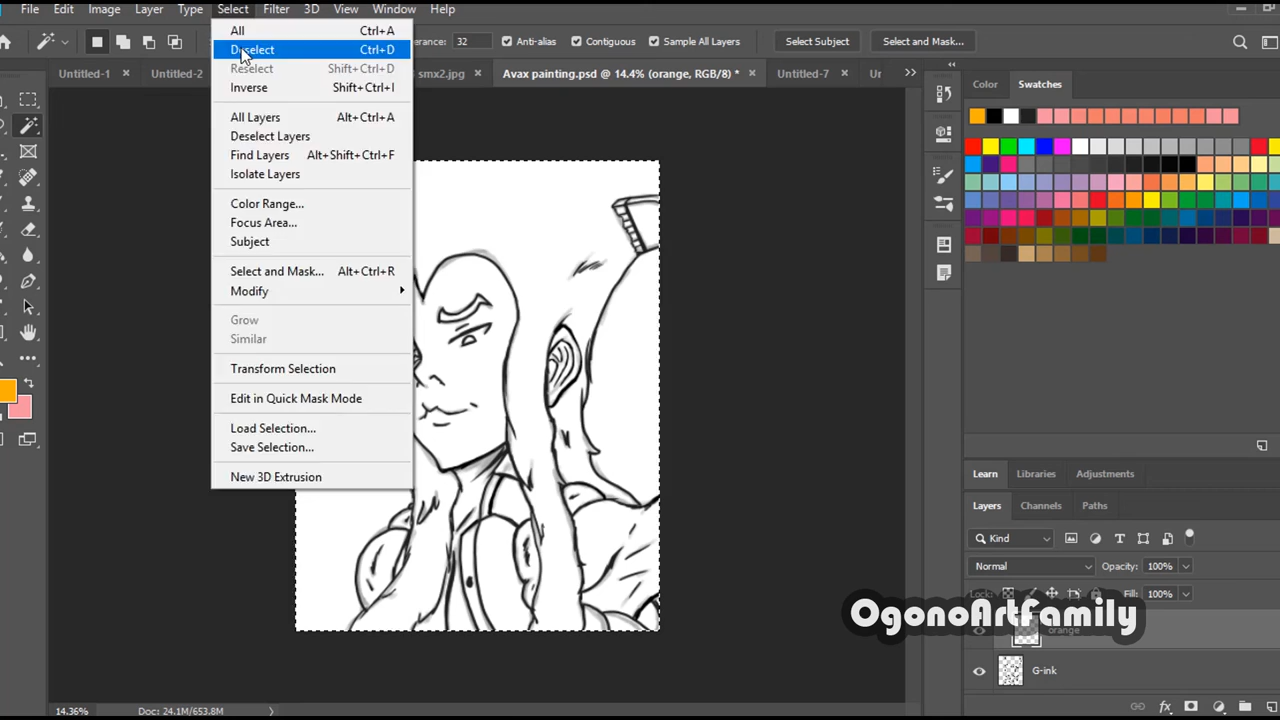 File Edit Image Layer Type Select Filter 3D View Window Help
All Ctrl+A
Deselect Ctrl+D
Reselect Shift+Ctrl+D
Inverse Shift+Ctrl+I
All Layers Alt+Ctrl+A
Deselect Layers
Find Layers Alt+Shift+Ctrl+F
Isolate Layers
Color Range...
Focus Area...
Subject
Select and Mask... Alt+Ctrl+R
Modify
Grow
Similar
Transform Selection
Edit in Quick Mask Mode
Load Selection...
Save Selection...
New 3D Extrusion
32 Anti-alias Contiguous Sample All Layers Select Subject Select and Mask...
Untitled-1 × Untitled-2 smx2.jpg × Avax painting.psd @ 14.4% (orange, RGB/8) * × Untitled-7 ×
Color Swatches
Learn Libraries Adjustments
Layers Channels Paths
Kind
Normal Opacity: 100%
Lock: Fill: 100%
OgonoArtFamily
orange
G-ink
14.36% Doc: 24.1M/653.8M